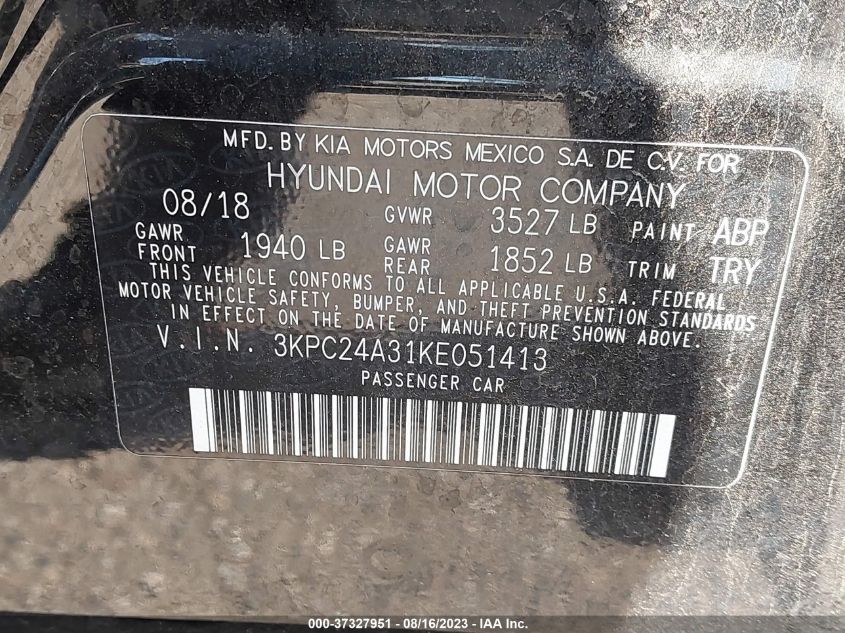 MFD. BY KIA MOTORS MEXICO S.A. DE C.V. FOR
HYUNDAI MOTOR COMPANY
08/18 GVWR 3527 LB PAINT ABP
GAWR FRONT 1940 LB GAWR REAR 1852 LB TRIM TRY
THIS VEHICLE CONFORMS TO ALL APPLICABLE U.S.A. FEDERAL
MOTOR VEHICLE SAFETY, BUMPER, AND THEFT PREVENTION STANDARDS
IN EFFECT ON THE DATE OF MANUFACTURE SHOWN ABOVE.
V.I.N. 3KPC24A31KE051413
PASSENGER CAR
000-37327951 - 08/16/2023 - IAA Inc.